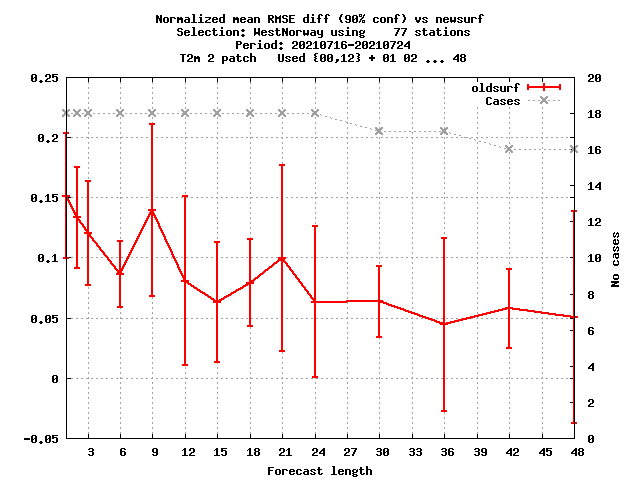 Normalized mean RMSE diff (90% conf) vs newsurf
Selection: WestNorway using    77 stations
Period: 20210716-20210724
T2m 2 patch   Used {00,12} + 01 02 ... 48
oldsurf
Cases
0.25
0.2
0.15
0.1
0.05
0
-0.05
20
18
16
14
12
10
8
6
4
2
0
No cases
3 6 9 12 15 18 21 24 27 30 33 36 39 42 45 48
Forecast length